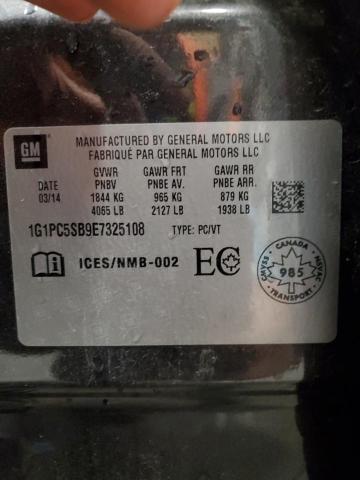 GM
MANUFACTURED BY GENERAL MOTORS LLC
FABRIQUÉ PAR GENERAL MOTORS LLC
GVWR GAWR FRT GAWR RR
DATE PNBV PNBE AV. PNBE ARR.
03/14 1844 KG 965 KG 879 KG
4065 LB 2127 LB 1938 LB
1G1PC5SB9E7325108 TYPE: PC/VT
ICES/NMB-002 EC
CANADA
CMVSS NSVAC
985
TRANSPORT